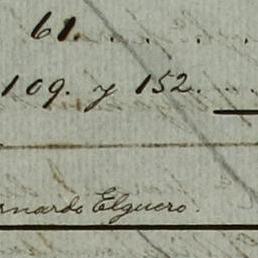 61. . . . .
109. y 152. . .
rnardo Elguero.